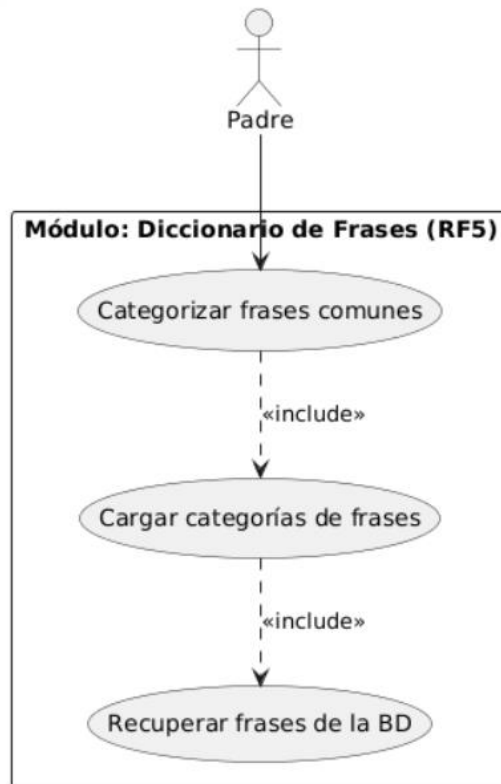 Padre
Módulo: Diccionario de Frases (RF5)
Categorizar frases comunes
«include»
Cargar categorías de frases
«include»
Recuperar frases de la BD